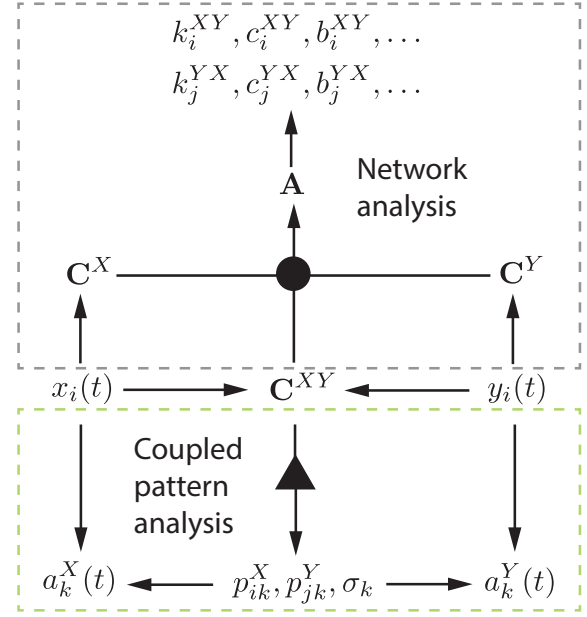 k_i^{XY}, c_i^{XY}, b_i^{XY}, ...
k_j^{YX}, c_j^{YX}, b_j^{YX}, ...
A
Network
analysis
C^X
C^Y
x_i(t)
C^{XY}
y_i(t)
Coupled
pattern
analysis
a_k^X(t)
p_{ik}^X, p_{jk}^Y, σ_k
a_k^Y(t)